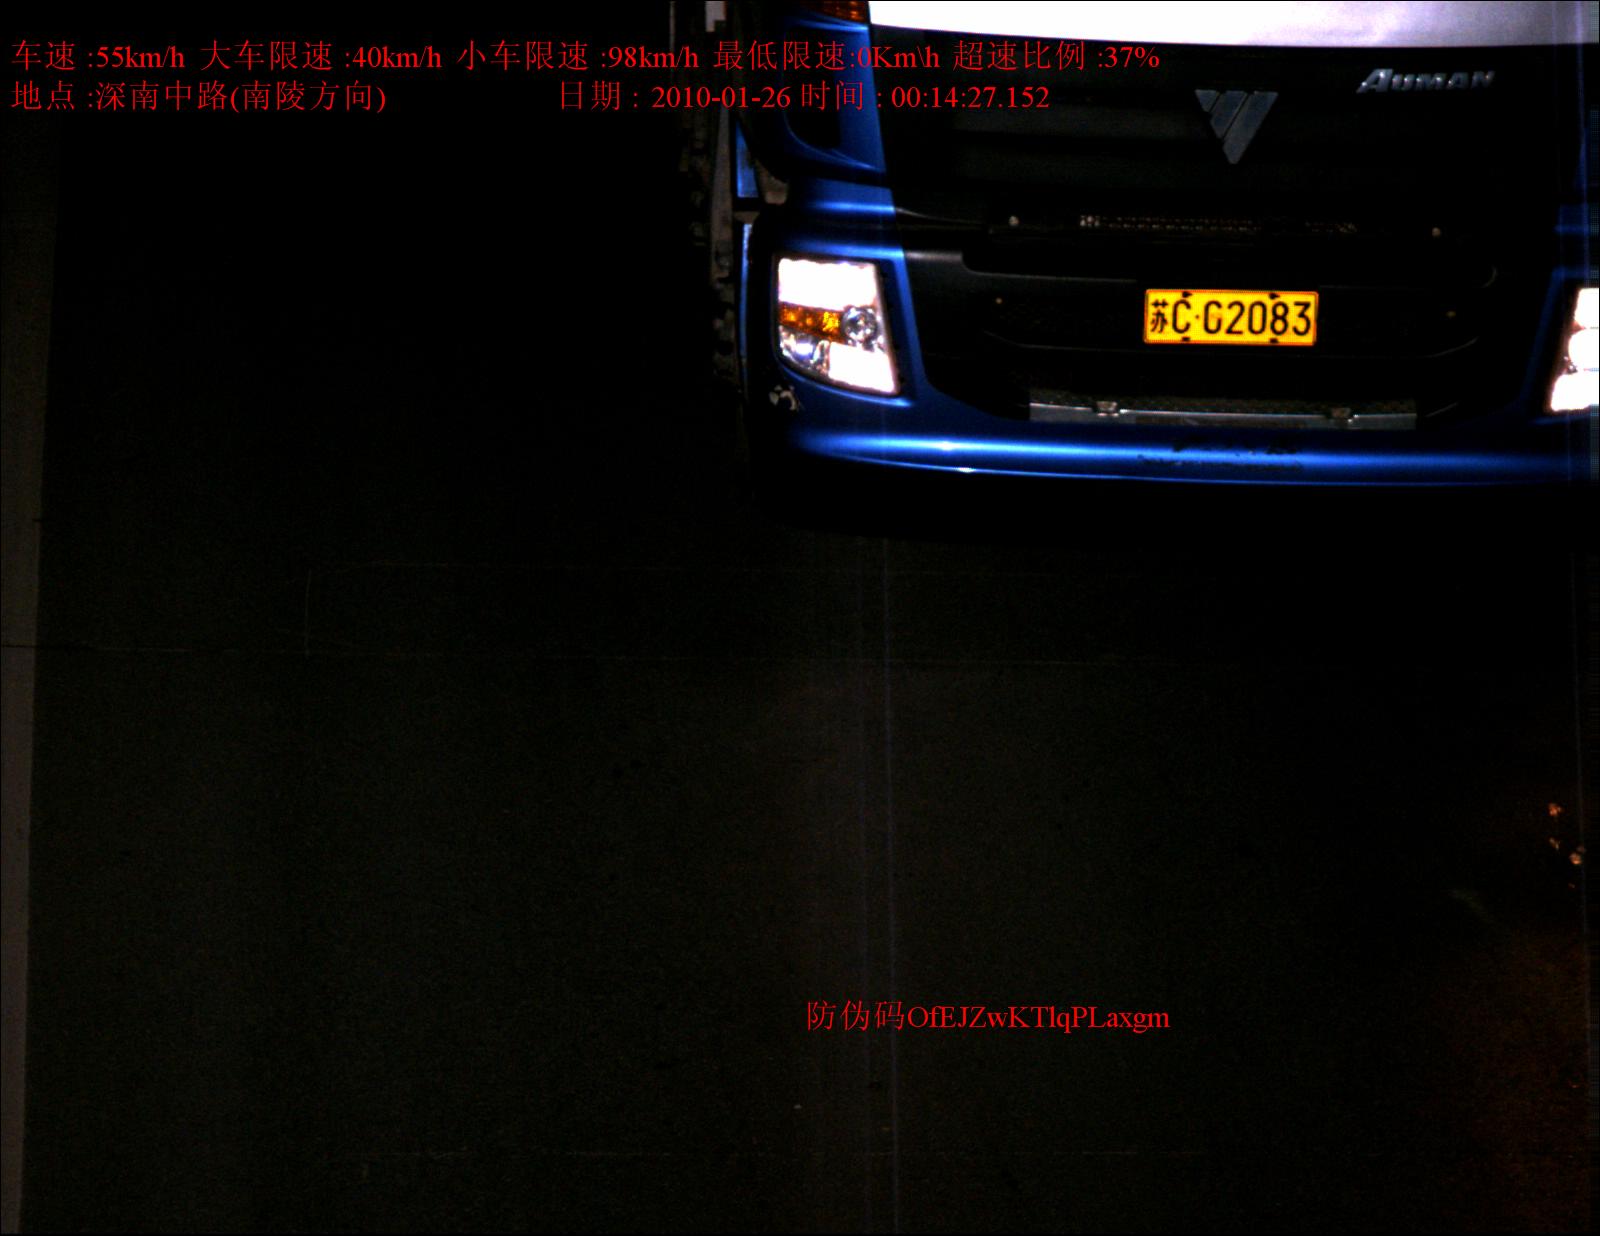 车速 :55km/h 大车限速 :40km/h 小车限速 :98km/h 最低限速:0Km\h 超速比例 :37%
地点 :深南中路(南陵方向) 日期 : 2010-01-26 时间 : 00:14:27.152
AUMAN
苏C·G2083
防伪码OfEJZwKTlqPLaxgm